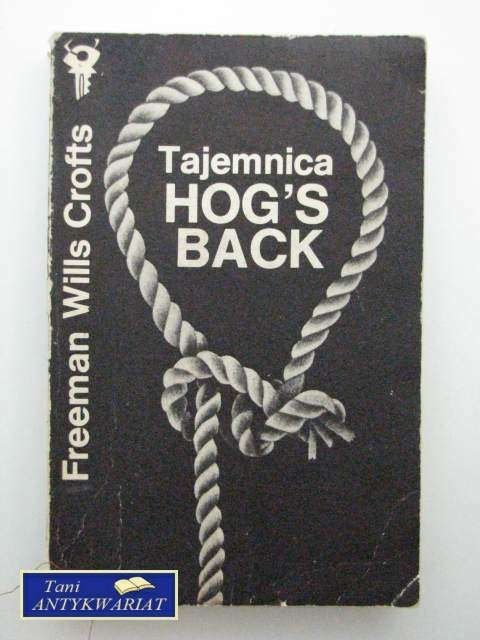 Freeman Wills Crofts
Tajemnica
HOG'S
BACK
Tani
ANTYKWARIAT